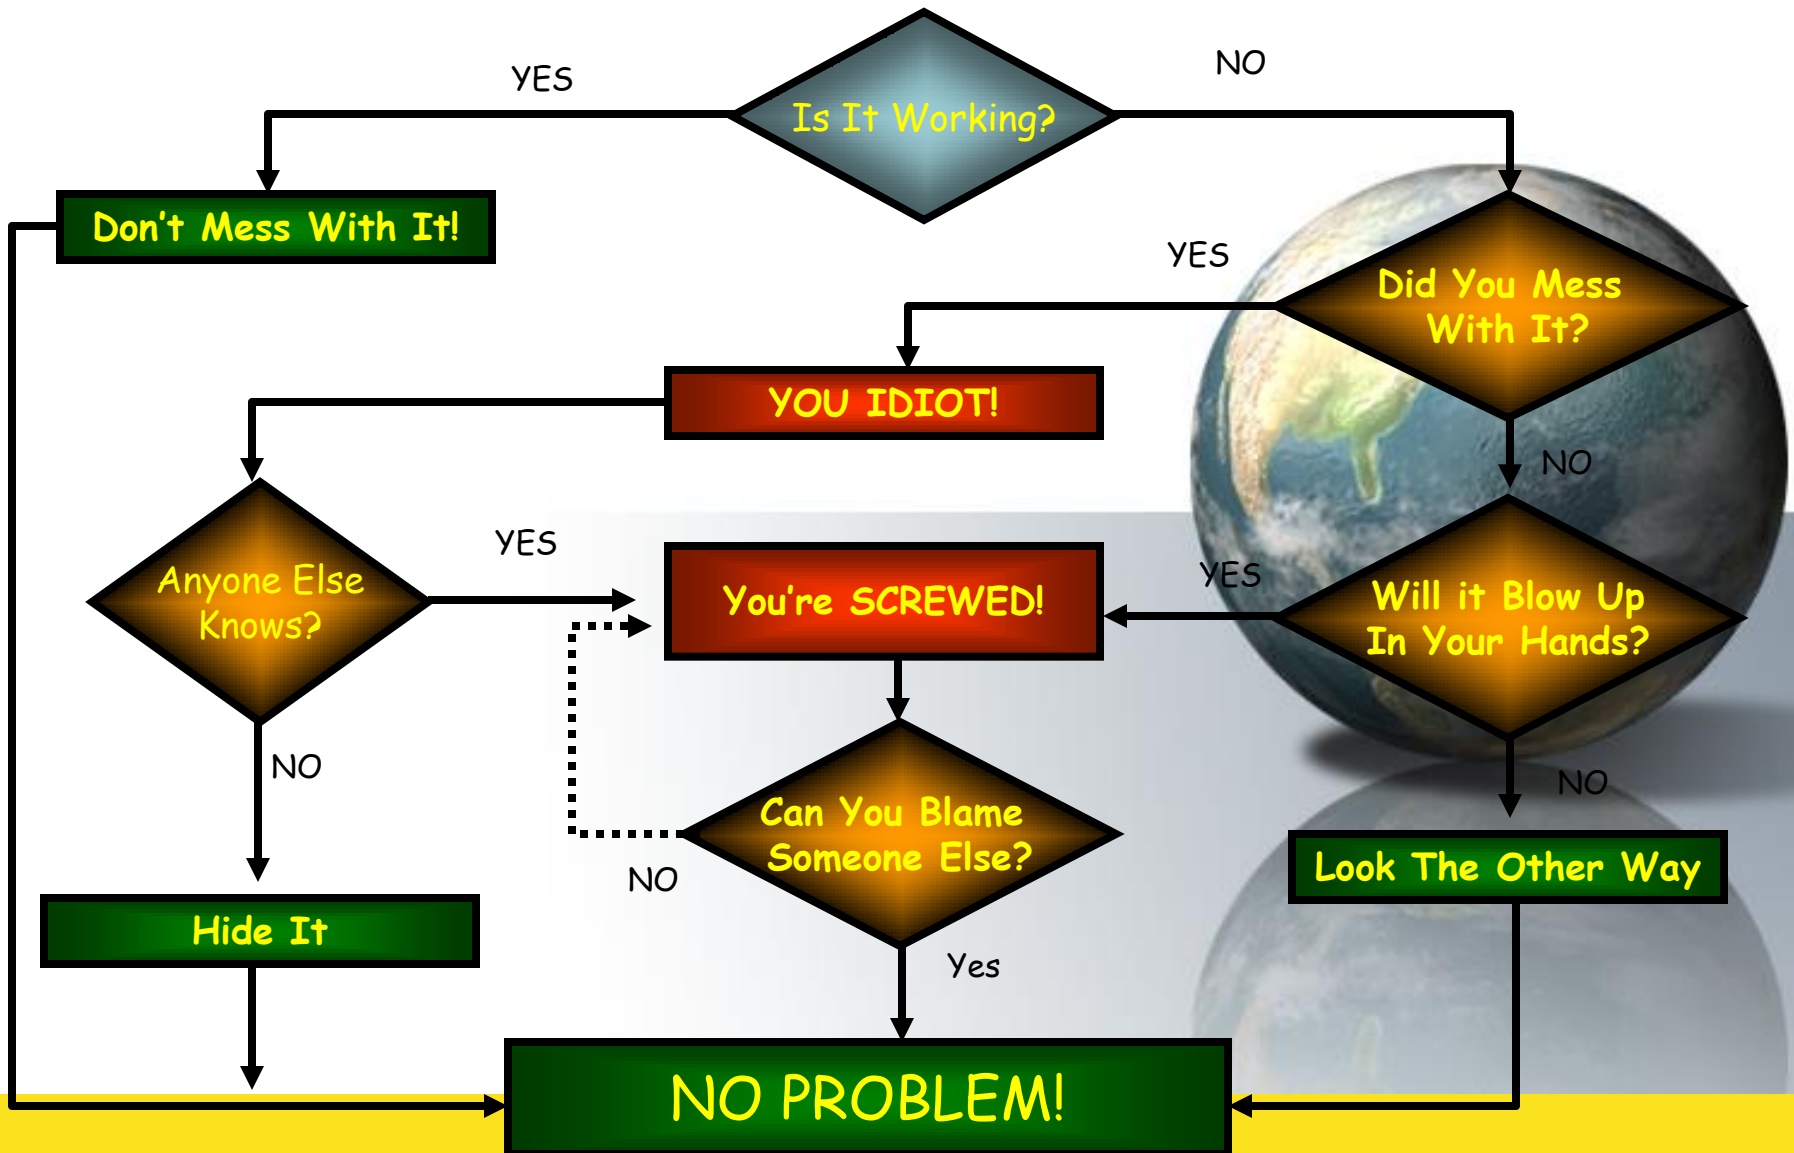 YES
NO
Is It Working?
Don't Mess With It!
YES
Did You Mess
With It?
YOU IDIOT!
NO
Anyone Else
Knows?
YES
You're SCREWED!
YES
Will it Blow Up
In Your Hands?
NO
NO
Can You Blame
Someone Else?
NO
Look The Other Way
Hide It
Yes
NO PROBLEM!